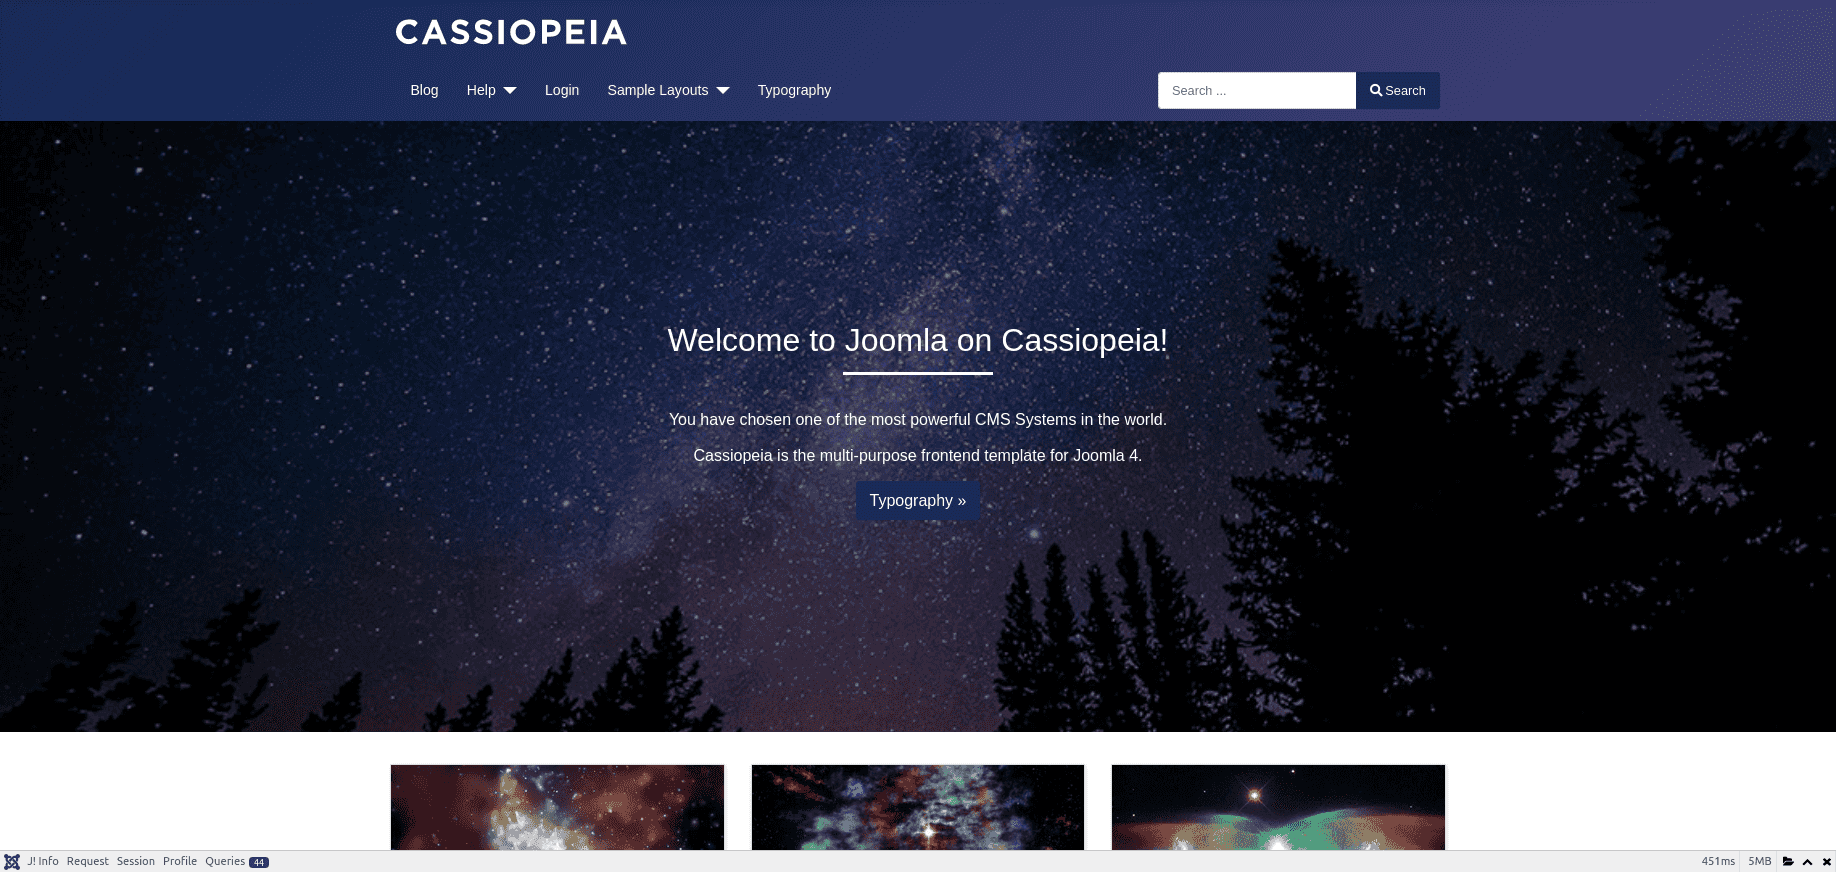 CASSIOPEIA
Blog Help Login Sample Layouts Typography Search ... Search
Welcome to Joomla on Cassiopeia!
You have chosen one of the most powerful CMS Systems in the world.
Cassiopeia is the multi-purpose frontend template for Joomla 4.
Typography »
J! Info Request Session Profile Queries 44 451ms 5MB